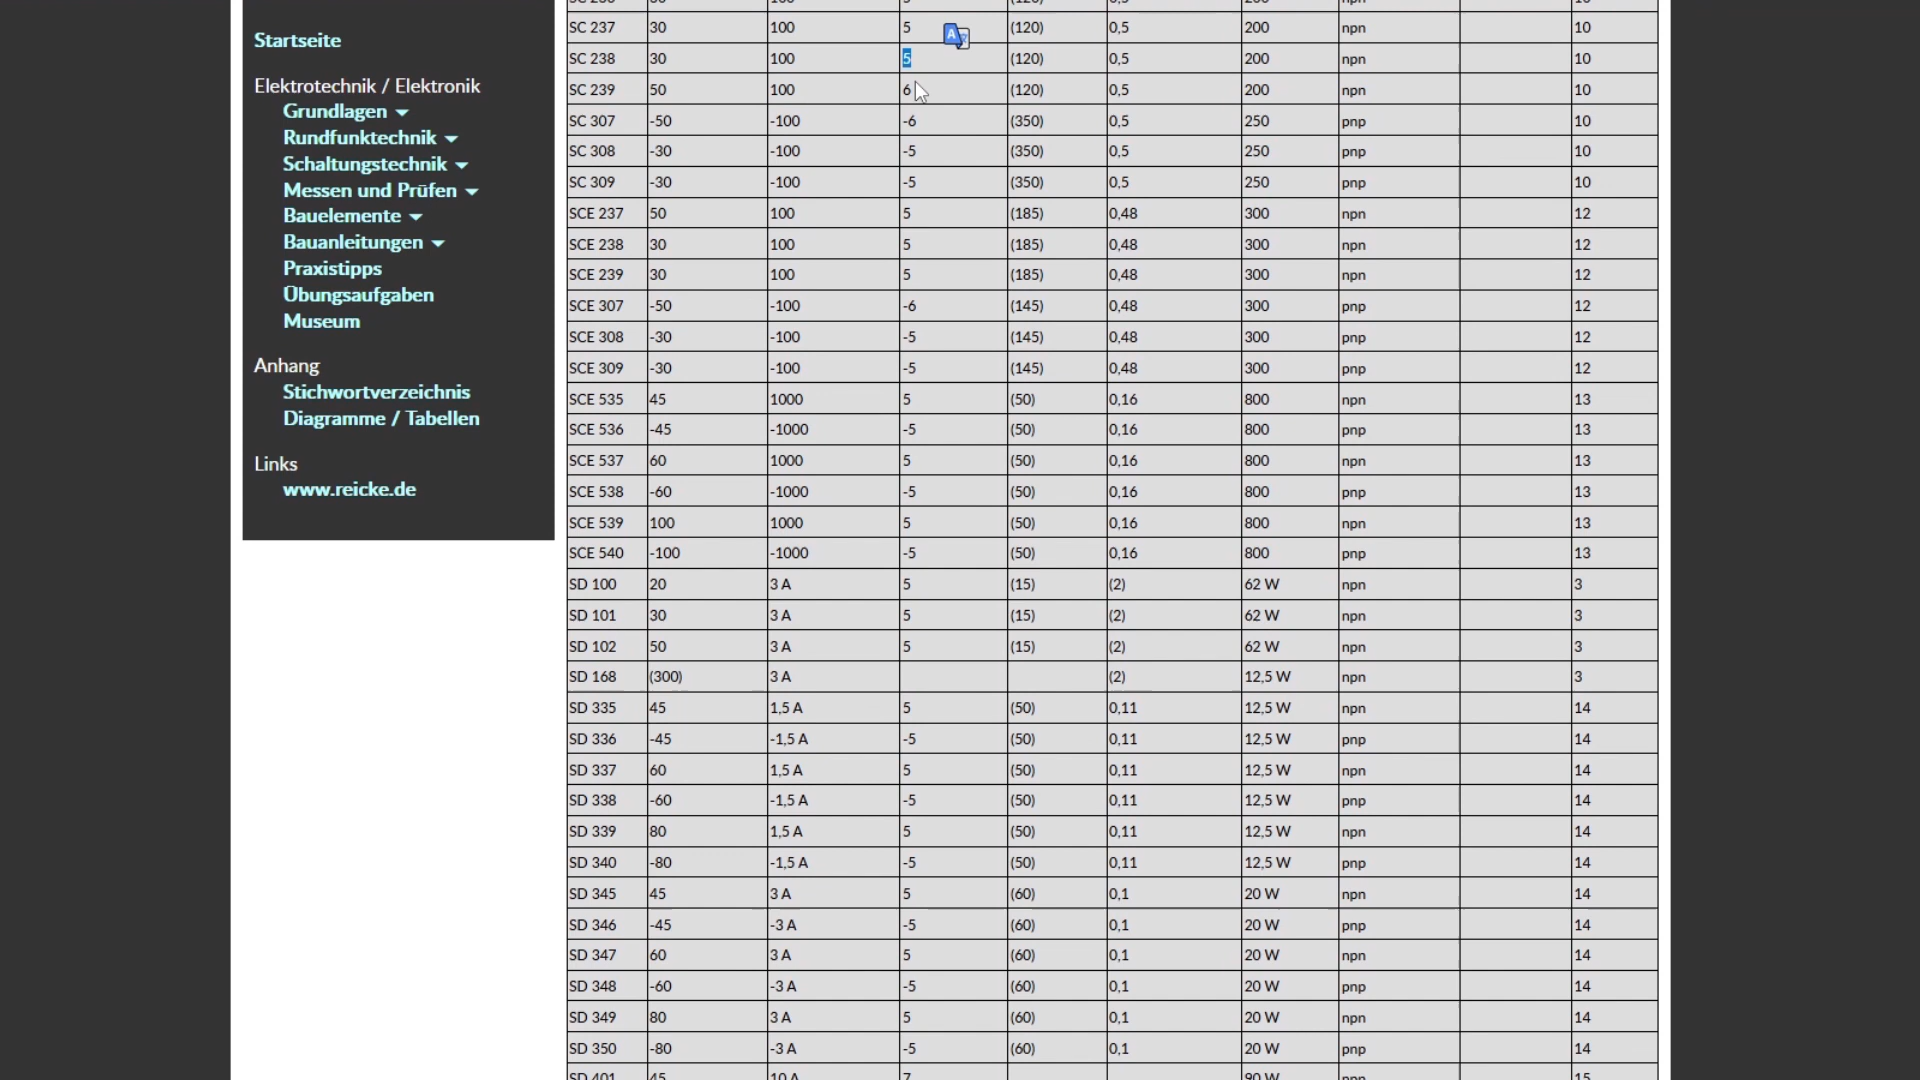 Startseite
Elektrotechnik / Elektronik
Grundlagen
Rundfunktechnik
Schaltungstechnik
Messen und Prüfen
Bauelemente
Bauanleitungen
Praxistipps
Übungsaufgaben
Museum
Anhang
Stichwortverzeichnis
Diagramme / Tabellen
Links
www.reicke.de
SC 237 30 100 5 (120) 0,5 200 npn 10
SC 238 30 100 5 (120) 0,5 200 npn 10
SC 239 50 100 6 (120) 0,5 200 npn 10
SC 307 -50 -100 -6 (350) 0,5 250 pnp 10
SC 308 -30 -100 -5 (350) 0,5 250 pnp 10
SC 309 -30 -100 -5 (350) 0,5 250 pnp 10
SCE 237 50 100 5 (185) 0,48 300 npn 12
SCE 238 30 100 5 (185) 0,48 300 npn 12
SCE 239 30 100 5 (185) 0,48 300 npn 12
SCE 307 -50 -100 -6 (145) 0,48 300 pnp 12
SCE 308 -30 -100 -5 (145) 0,48 300 pnp 12
SCE 309 -30 -100 -5 (145) 0,48 300 pnp 12
SCE 535 45 1000 5 (50) 0,16 800 npn 13
SCE 536 -45 -1000 -5 (50) 0,16 800 pnp 13
SCE 537 60 1000 5 (50) 0,16 800 npn 13
SCE 538 -60 -1000 -5 (50) 0,16 800 pnp 13
SCE 539 100 1000 5 (50) 0,16 800 npn 13
SCE 540 -100 -1000 -5 (50) 0,16 800 pnp 13
SD 100 20 3 A 5 (15) (2) 62 W npn 3
SD 101 30 3 A 5 (15) (2) 62 W npn 3
SD 102 50 3 A 5 (15) (2) 62 W npn 3
SD 168 (300) 3 A (2) 12,5 W npn 3
SD 335 45 1,5 A 5 (50) 0,11 12,5 W npn 14
SD 336 -45 -1,5 A -5 (50) 0,11 12,5 W pnp 14
SD 337 60 1,5 A 5 (50) 0,11 12,5 W npn 14
SD 338 -60 -1,5 A -5 (50) 0,11 12,5 W pnp 14
SD 339 80 1,5 A 5 (50) 0,11 12,5 W npn 14
SD 340 -80 -1,5 A -5 (50) 0,11 12,5 W pnp 14
SD 345 45 3 A 5 (60) 0,1 20 W npn 14
SD 346 -45 -3 A -5 (60) 0,1 20 W pnp 14
SD 347 60 3 A 5 (60) 0,1 20 W npn 14
SD 348 -60 -3 A -5 (60) 0,1 20 W pnp 14
SD 349 80 3 A 5 (60) 0,1 20 W npn 14
SD 350 -80 -3 A -5 (60) 0,1 20 W pnp 14
SD 401 45 10 A 7 90 W npn 15